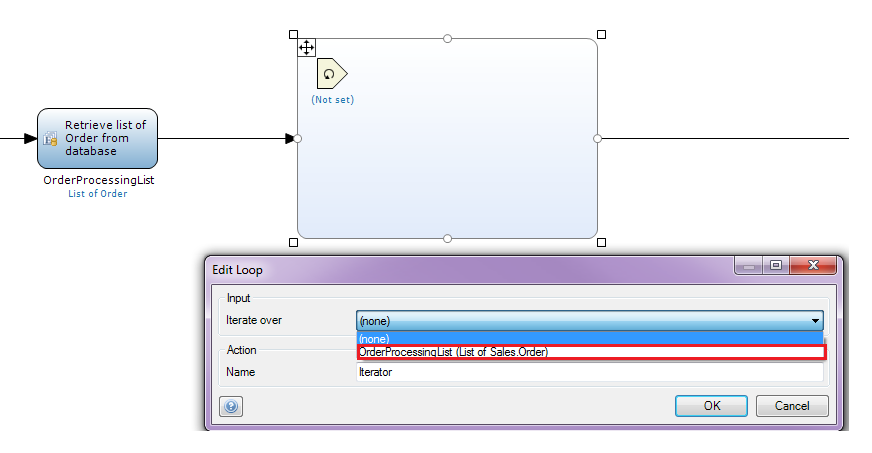 Retrieve list of
Order from
database
OrderProcessingList
List of Order
(Not set)
Edit Loop
Input
Iterate over
(none)
(none)
OrderProcessingList (List of Sales.Order)
Action
Name
Iterator
OK
Cancel